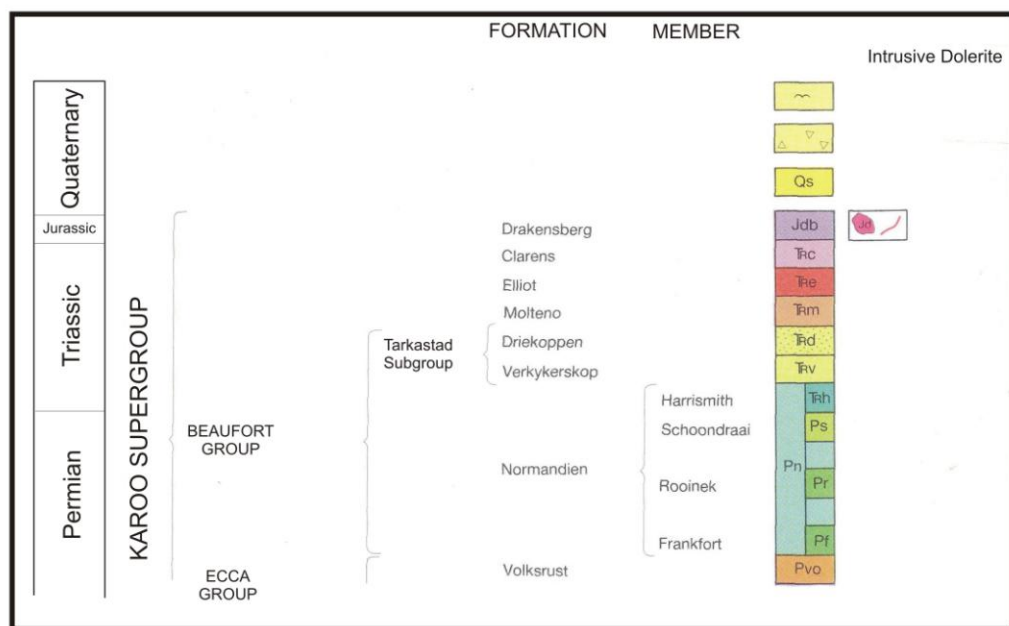 FORMATION MEMBER
Intrusive Dolerite
Quaternary
Qs
Jurassic
Drakensberg Jdb Jd
Clarens TRc
Triassic
Elliot TRe
Molteno TRm
Tarkastad
Subgroup
Driekoppen TRd
Verkykerskop TRv
KAROO SUPERGROUP
Harrismith TRh
BEAUFORT
GROUP
Schoondraai Ps
Permian
Normandien Pn
Rooinek Pr
Frankfort Pf
ECCA
GROUP
Volksrust Pvo